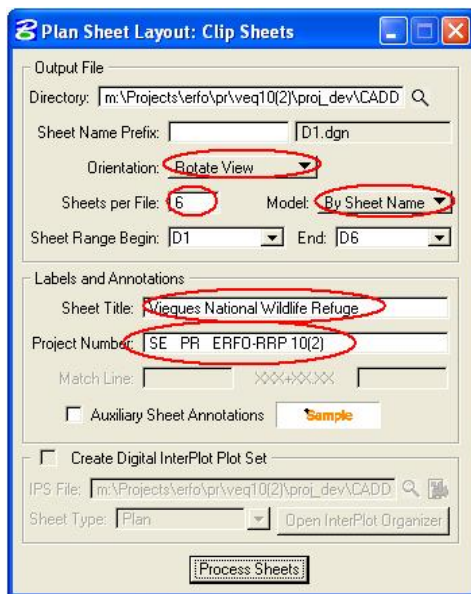 Plan Sheet Layout: Clip Sheets
Output File
Directory: m:\Projects\erfo\pr\veq10(2)\proj_dev\CADD
Sheet Name Prefix: D1.dgn
Orientation: Rotate View
Sheets per File: 6 Model: By Sheet Name
Sheet Range Begin: D1 End: D6
Labels and Annotations
Sheet Title: Vieques National Wildlife Refuge
Project Number: SE PR ERFO-RRP 10(2)
Match Line: XXX+XX.XX
Auxiliary Sheet Annotations Sample
Create Digital InterPlot Plot Set
IPS File: m:\Projects\erfo\pr\veq10(2)\proj_dev\CADD
Sheet Type: Plan Open InterPlot Organizer
Process Sheets